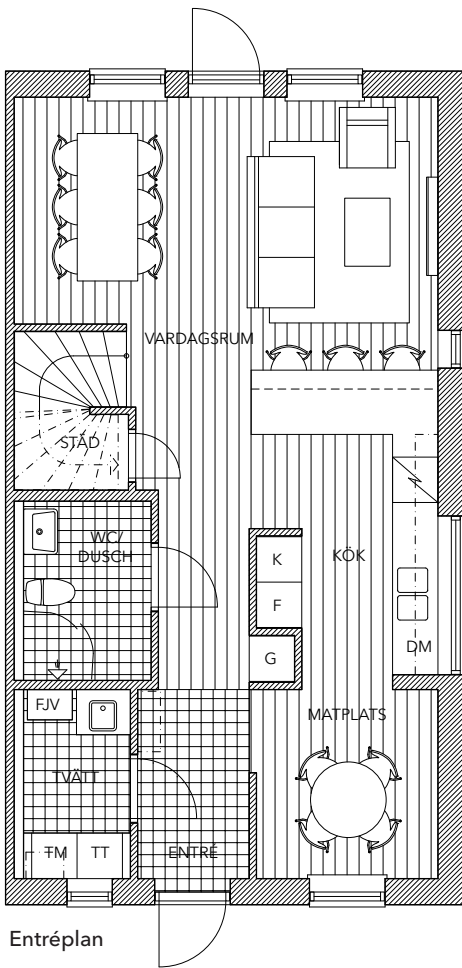 VARDAGSRUM
STÄD
WC/
DUSCH
K
KÖK
F
G
DM
FJV
MATPLATS
TVÄTT
TM
TT
ENTRÉ
Entréplan